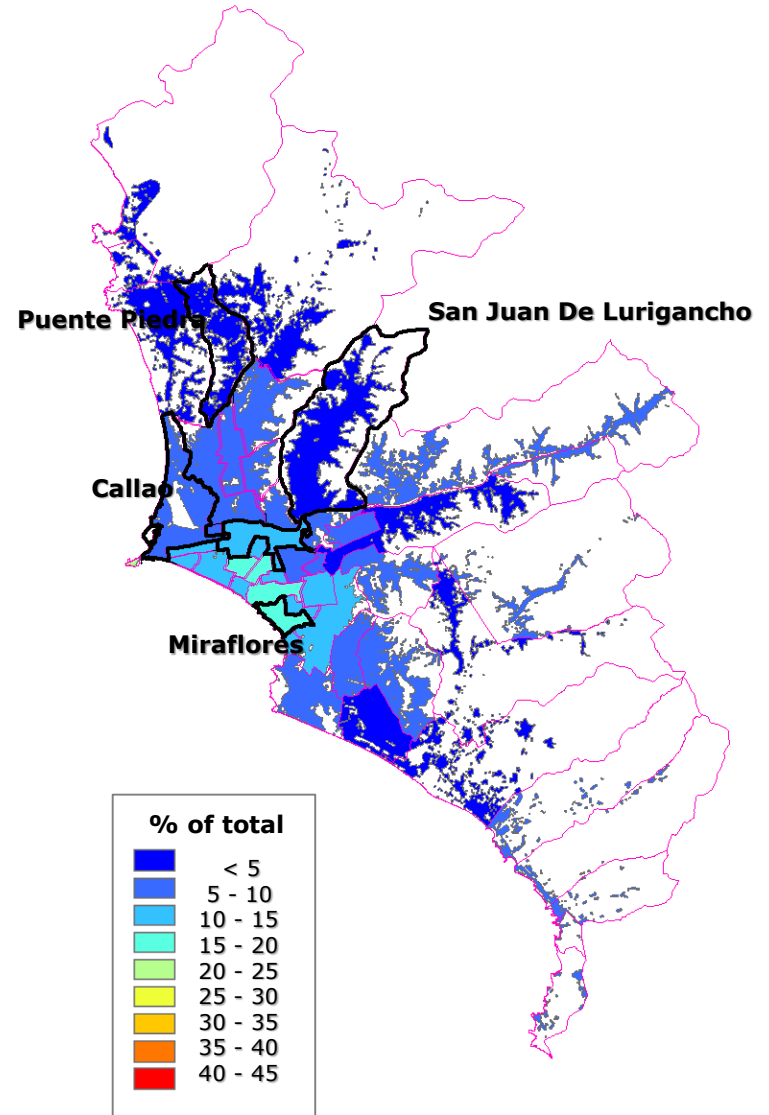 Puente Piedra
San Juan De Lurigancho
Callao
Miraflores
% of total
< 5
5 - 10
10 - 15
15 - 20
20 - 25
25 - 30
30 - 35
35 - 40
40 - 45